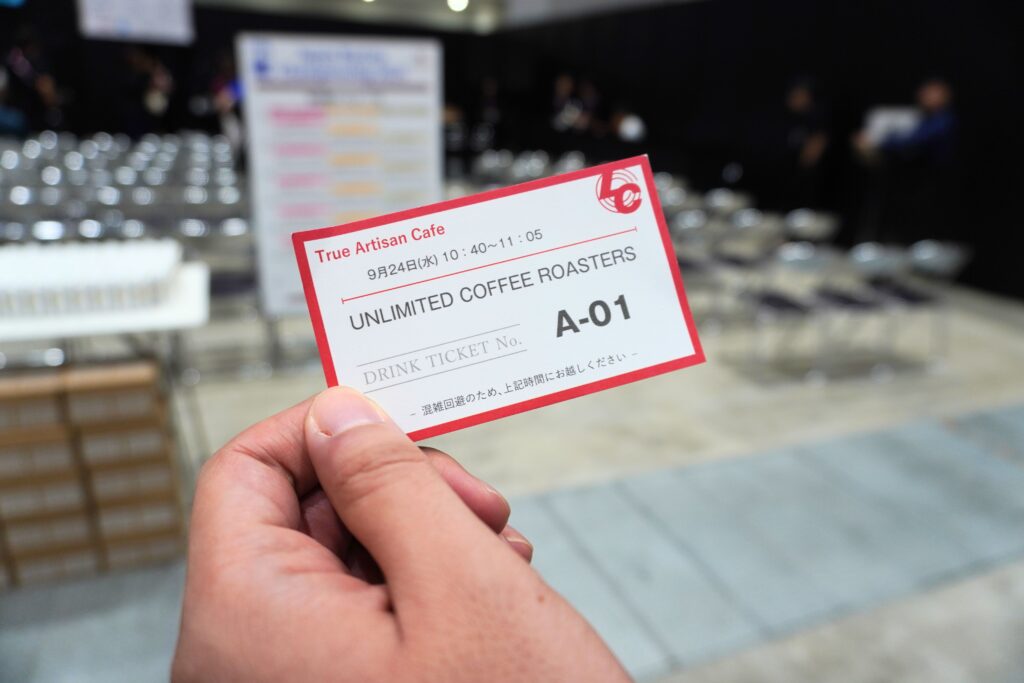 True Artisan Cafe
9月24日(水) 10：40～11：05
UNLIMITED COFFEE ROASTERS
DRINK TICKET No.
A-01
－ 混雑回避のため、上記時間にお越しください －